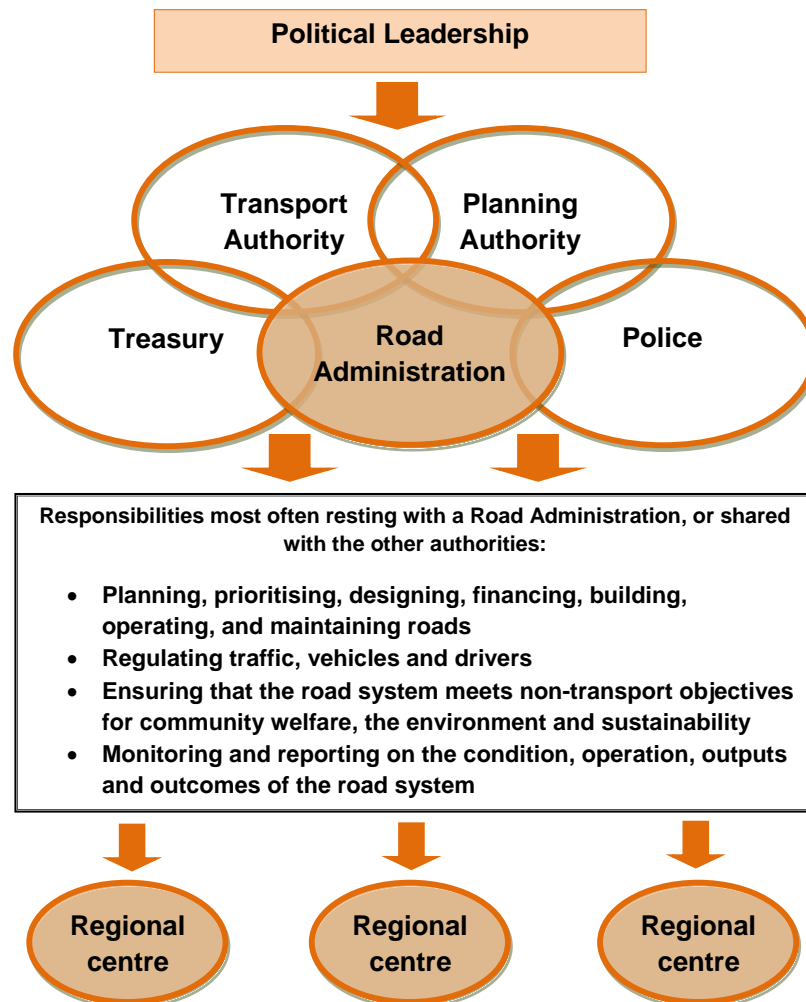 Political Leadership
Transport
Authority
Planning
Authority
Treasury
Road
Administration
Police
Responsibilities most often resting with a Road Administration, or shared
with the other authorities:
• Planning, prioritising, designing, financing, building,
operating, and maintaining roads
• Regulating traffic, vehicles and drivers
• Ensuring that the road system meets non-transport objectives
for community welfare, the environment and sustainability
• Monitoring and reporting on the condition, operation, outputs
and outcomes of the road system
Regional
centre
Regional
centre
Regional
centre